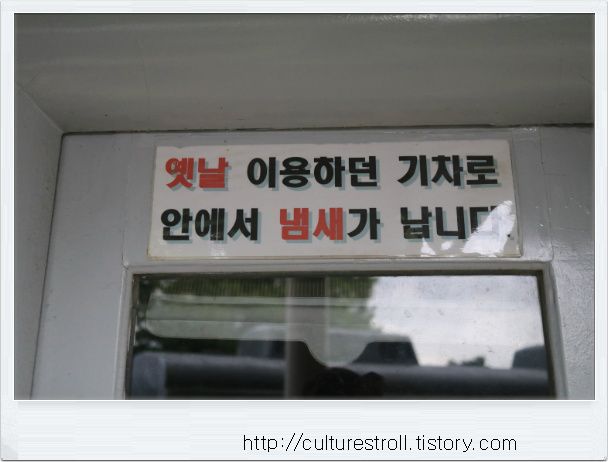 옛날 이용하던 기차로
안에서 냄새가 납니다.
http://culturestroll.tistory.com